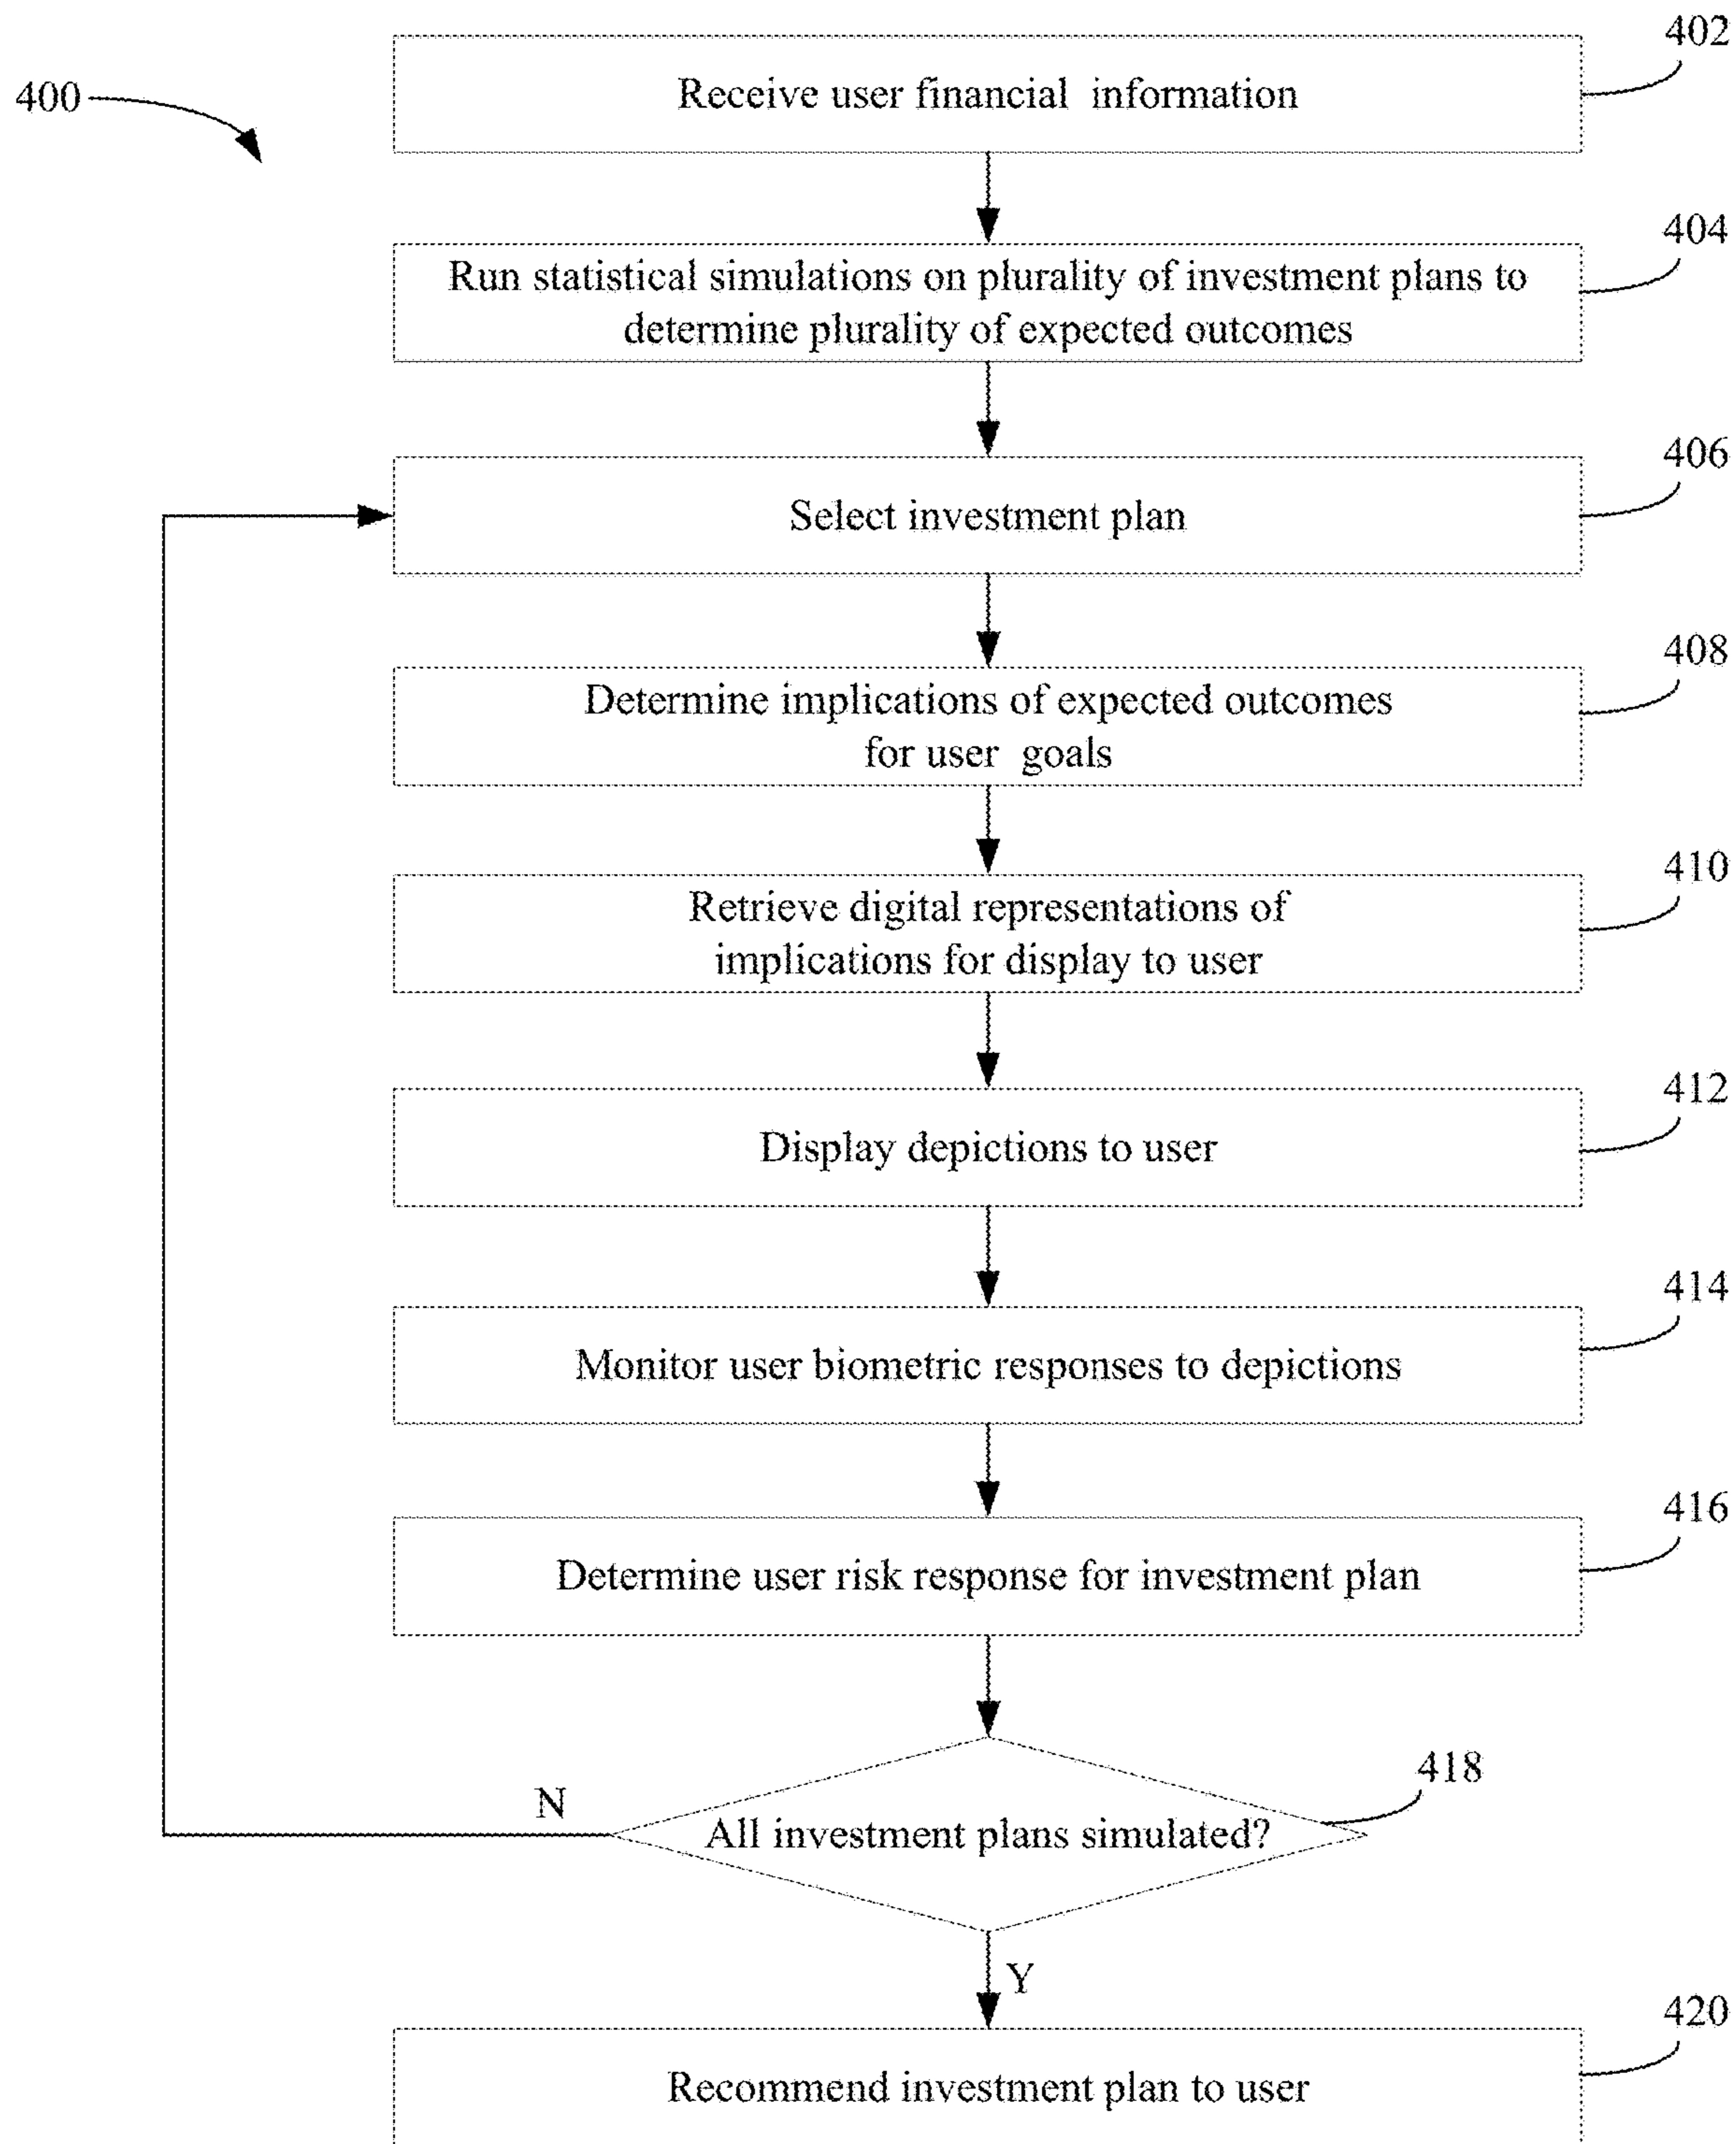 402
400
Receive user financial information
404
Run statistical simulations on plurality of investment plans to
determine plurality of expected outcomes
406
Select investment plan
408
Determine implications of expected outcomes
for user goals
410
Retrieve digital representations of
implications for display to user
412
Display depictions to user
414
Monitor user biometric responses to depictions
416
Determine user risk response for investment plan
418
N
All investment plans simulated?
Y
420
Recommend investment plan to user